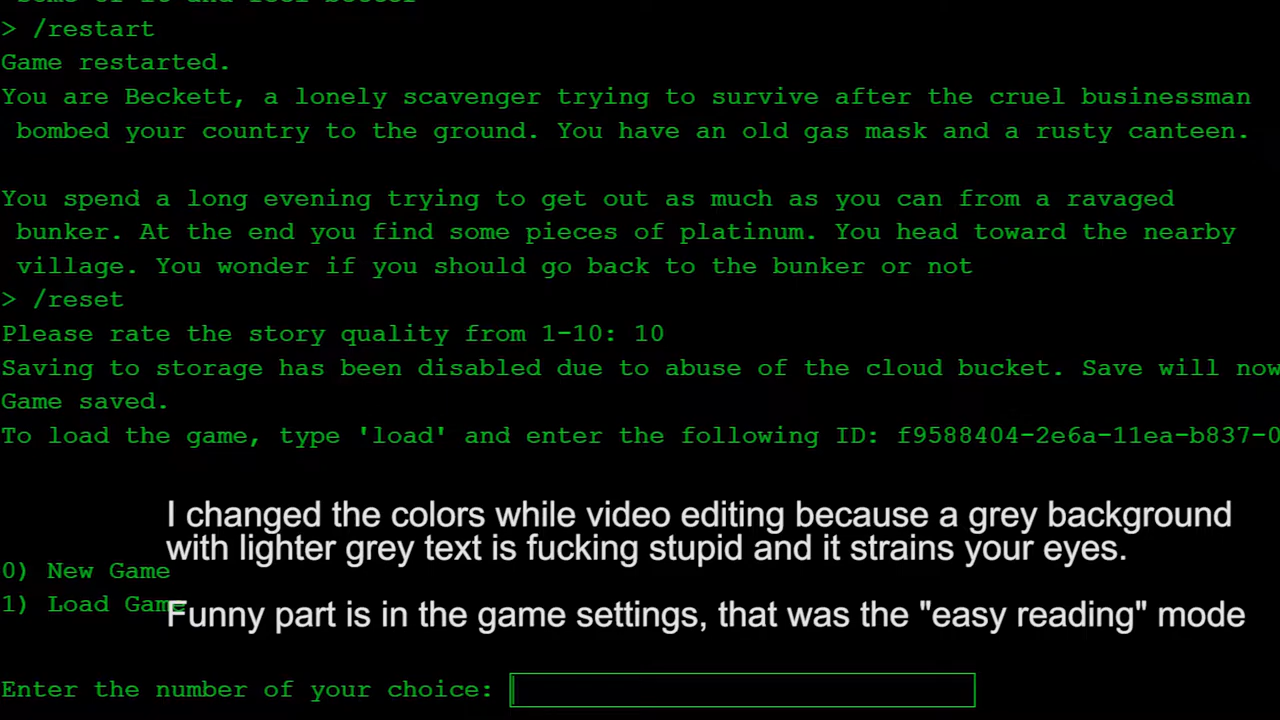 > /restart
Game restarted.
You are Beckett, a lonely scavenger trying to survive after the cruel businessman
bombed your country to the ground. You have an old gas mask and a rusty canteen.
You spend a long evening trying to get out as much as you can from a ravaged
bunker. At the end you find some pieces of platinum. You head toward the nearby
village. You wonder if you should go back to the bunker or not
> /reset
Please rate the story quality from 1-10: 10
Saving to storage has been disabled due to abuse of the cloud bucket. Save will now
Game saved.
To load the game, type 'load' and enter the following ID: f9588404-2e6a-11ea-b837-0
I changed the colors while video editing because a grey background
with lighter grey text is fucking stupid and it strains your eyes.
0) New Game
1) Load Game
Funny part is in the game settings, that was the "easy reading" mode
Enter the number of your choice: